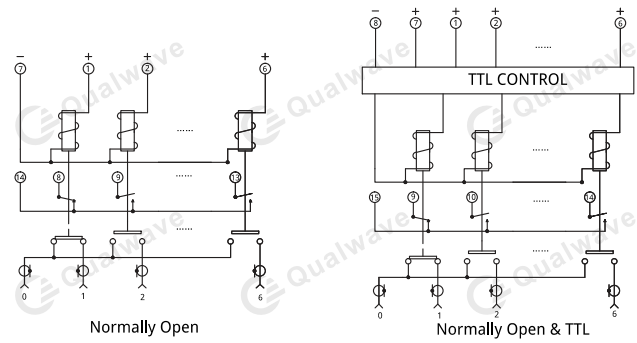 − + + +
7 1 2 ...... 6
......
14 8 9 ...... 13
0 1 2 6
Normally Open
− + + + +
8 7 1 2 ...... 6
TTL CONTROL
......
15 9 10 ...... 14
......
0 1 2 6
Normally Open & TTL
Qualwave
Qualwave
Qualwave
Qualwave
Qualwave
Qualwave